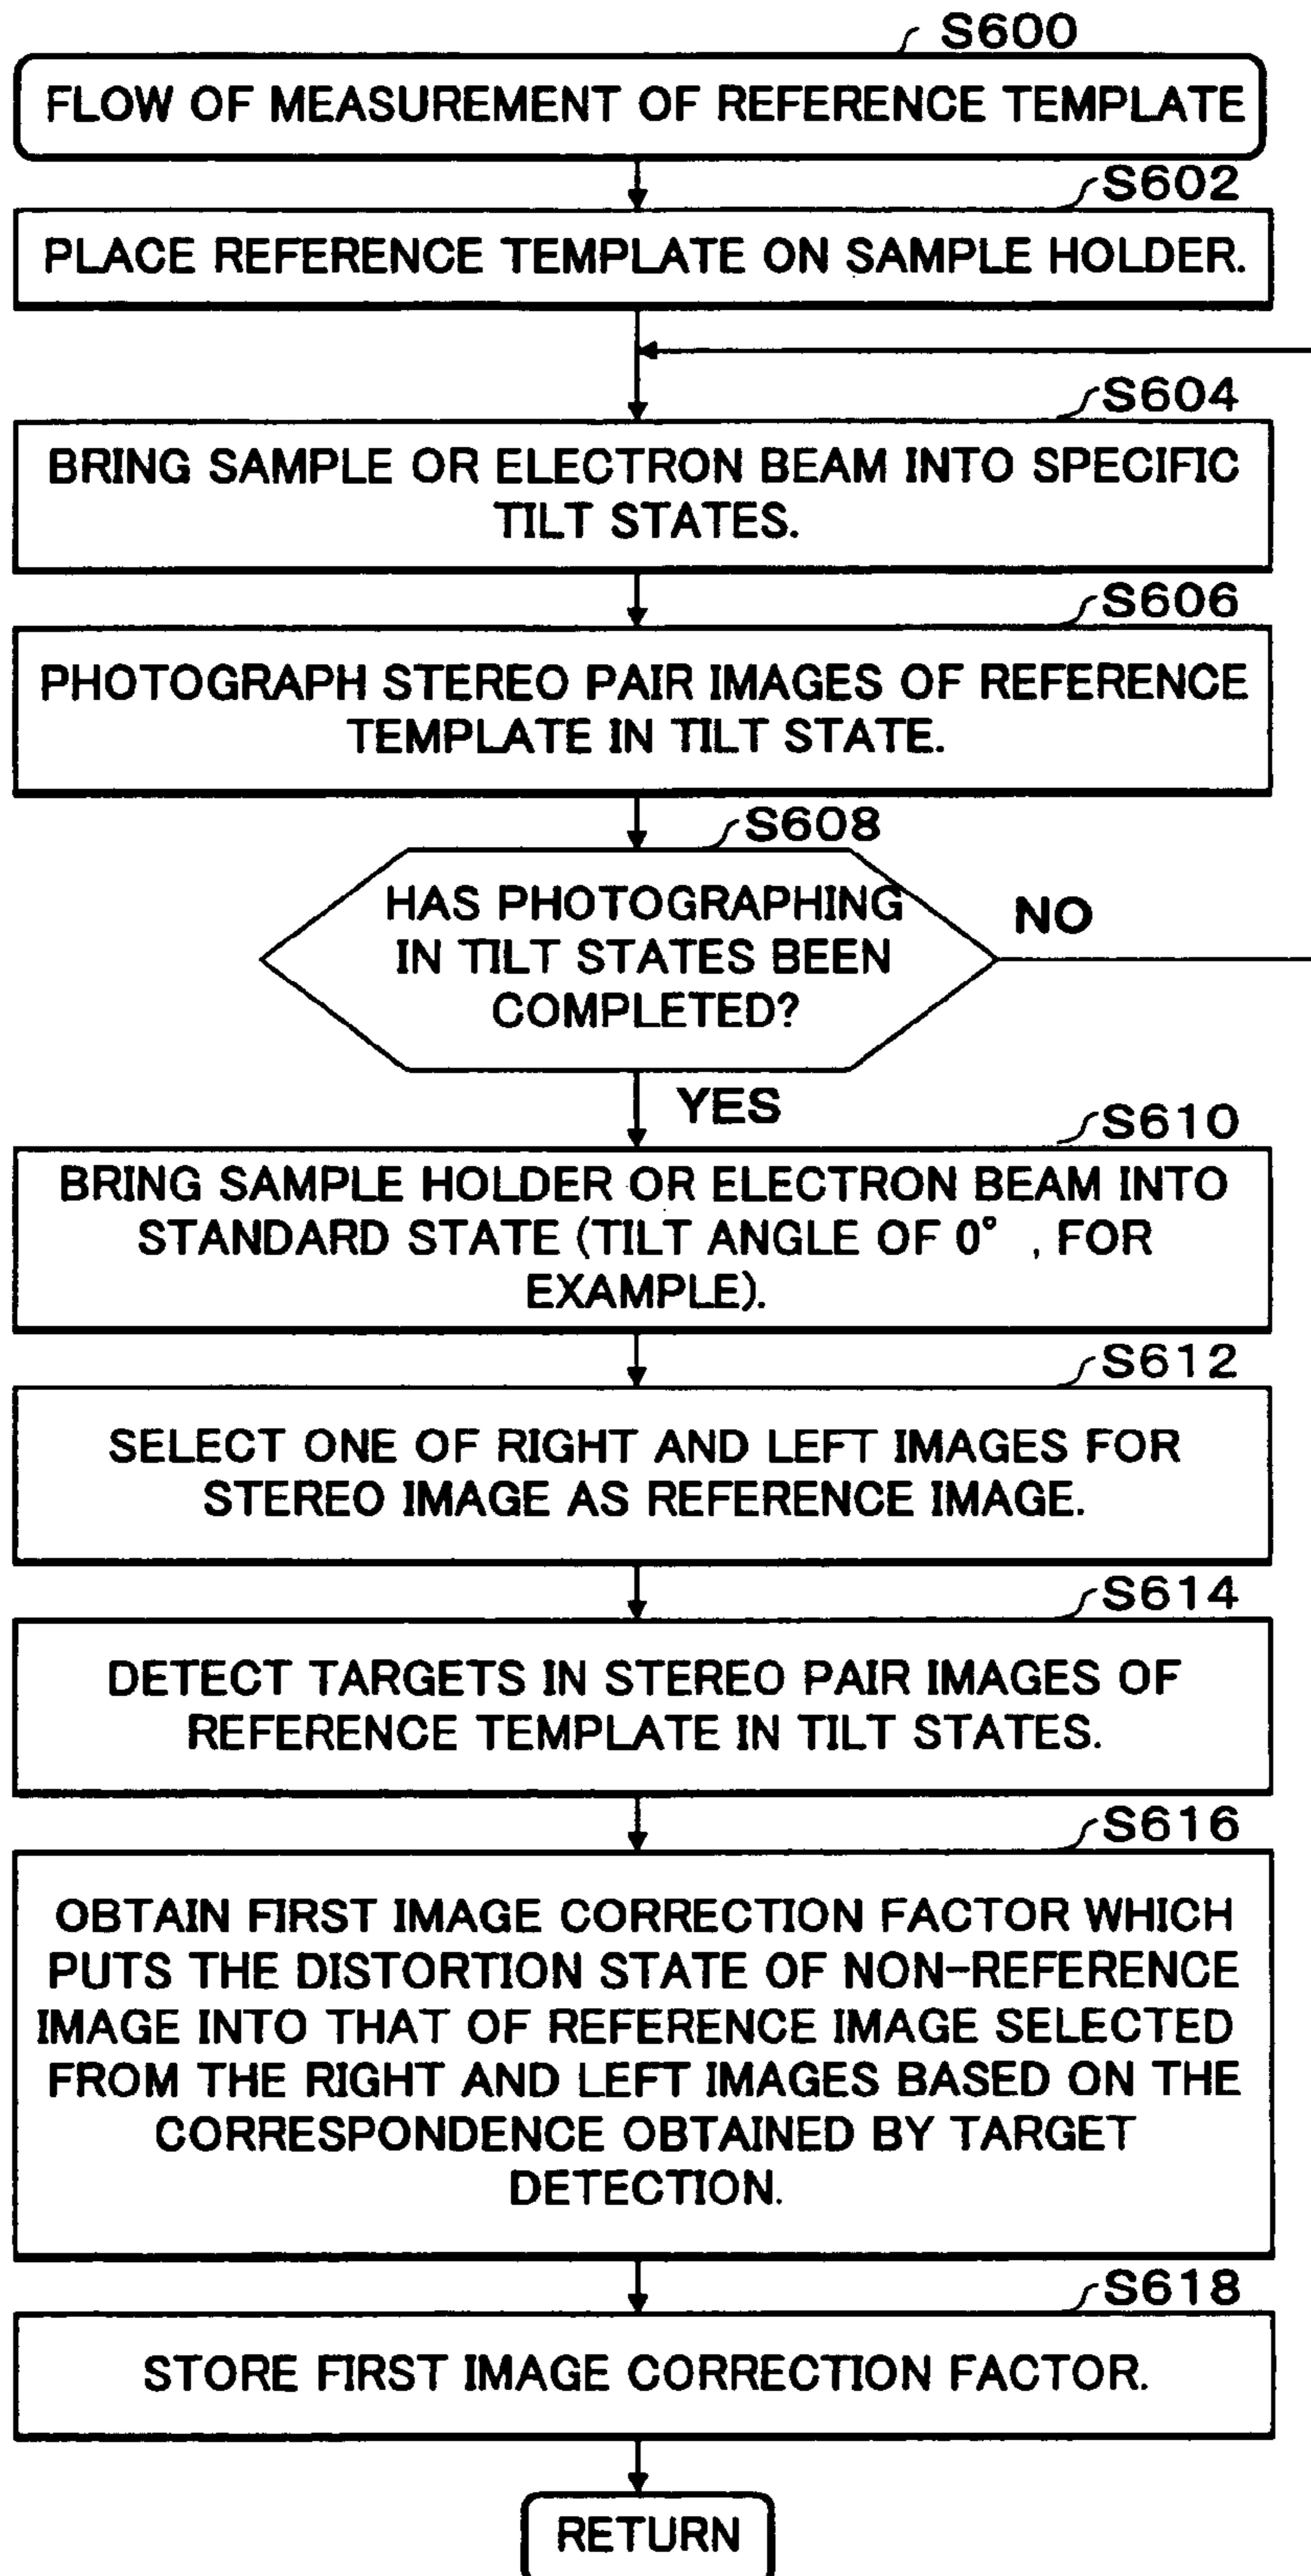 S600
FLOW OF MEASUREMENT OF REFERENCE TEMPLATE
S602
PLACE REFERENCE TEMPLATE ON SAMPLE HOLDER.
S604
BRING SAMPLE OR ELECTRON BEAM INTO SPECIFIC
TILT STATES.
S606
PHOTOGRAPH STEREO PAIR IMAGES OF REFERENCE
TEMPLATE IN TILT STATE.
S608
HAS PHOTOGRAPHING
IN TILT STATES BEEN
COMPLETED?
NO
YES
S610
BRING SAMPLE HOLDER OR ELECTRON BEAM INTO
STANDARD STATE (TILT ANGLE OF 0° , FOR
EXAMPLE).
S612
SELECT ONE OF RIGHT AND LEFT IMAGES FOR
STEREO IMAGE AS REFERENCE IMAGE.
S614
DETECT TARGETS IN STEREO PAIR IMAGES OF
REFERENCE TEMPLATE IN TILT STATES.
S616
OBTAIN FIRST IMAGE CORRECTION FACTOR WHICH
PUTS THE DISTORTION STATE OF NON-REFERENCE
IMAGE INTO THAT OF REFERENCE IMAGE SELECTED
FROM THE RIGHT AND LEFT IMAGES BASED ON THE
CORRESPONDENCE OBTAINED BY TARGET
DETECTION.
S618
STORE FIRST IMAGE CORRECTION FACTOR.
RETURN